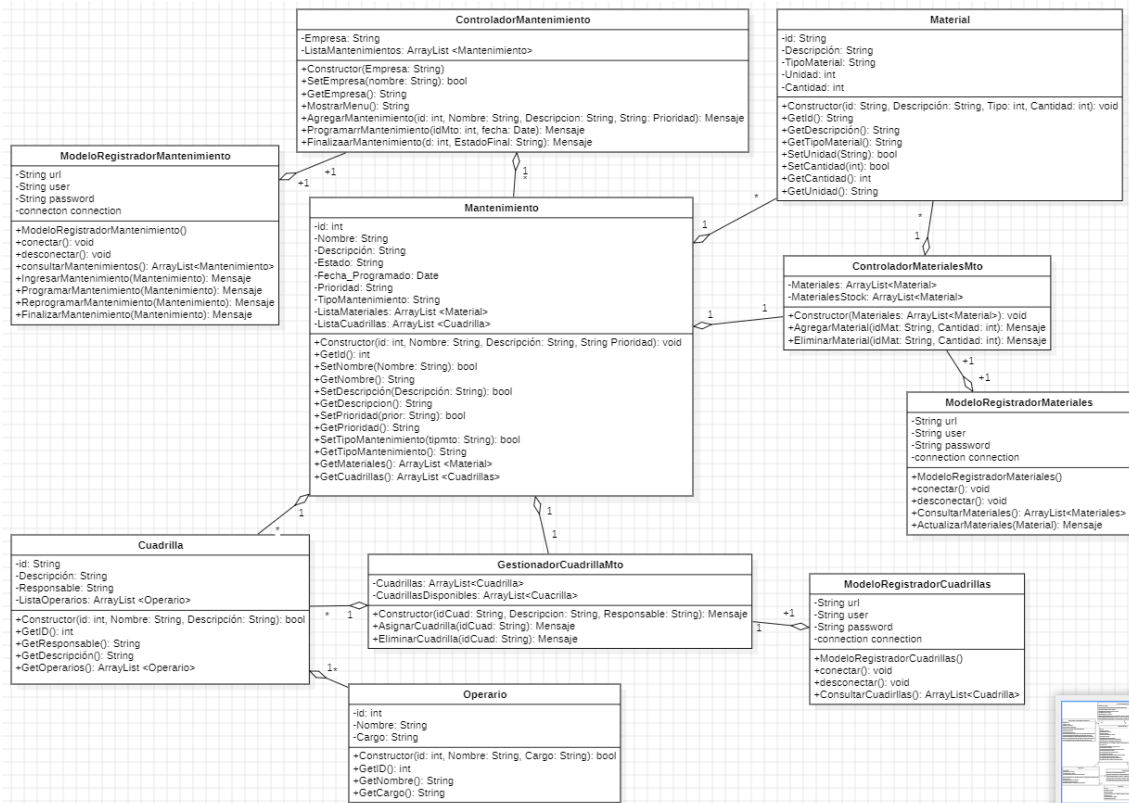 ControladorMantenimiento
-Empresa: String
-ListaMantenimientos: ArrayList <Mantenimiento>
+Constructor(Empresa: String)
+SetEmpresa(nombre: String): bool
+GetEmpresa(): String
+MostrarMenu(): String
+AgregarMantenimiento(id: int, Nombre: String, Descripcion: String, String: Prioridad): Mensaje
+ProgramarrMantenimiento(idMto: int, fecha: Date): Mensaje
+FinalizaarMantenimiento(d: int, EstadoFinal: String): Mensaje
Material
-id: String
-Descripción: String
-TipoMaterial: String
-Unidad: int
-Cantidad: int
+Constructor(id: String, Descripción: String, Tipo: int, Cantidad: int): void
+GetId(): String
+GetDescripción(): String
+GetTipoMaterial(): String
+SetUnidad(String): bool
+SetCantidad(int): bool
+GetCantidad(): int
+GetUnidad(): String
ModeloRegistradorMantenimiento
-String url
-String user
-String password
-connecton connection
+ModeloRegistradorMantenimiento()
+conectar(): void
+desconectar(): void
+consultarMantenimientos(): ArrayList<Mantenimiento>
+IngresarMantenimiento(Mantenimiento): Mensaje
+ProgramarMantenimiento(Mantenimiento): Mensaje
+ReprogramarMantenimiento(Mantenimiento): Mensaje
+FinalizarMantenimiento(Mantenimiento): Mensaje
+1
+1
1
*
Mantenimiento
-id: int
-Nombre: String
-Descripción: String
-Estado: String
-Fecha_Programado: Date
-Prioridad: String
-TipoMantenimiento: String
-ListaMateriales: ArrayList <Material>
-ListaCuadrillas: ArrayList <Cuadrilla>
+Constructor(id: int, Nombre: String, Descripción: String, String Prioridad): void
+GetId(): int
+SetNombre(Nombre: String): bool
+GetNombre(): String
+SetDescripción(Descripción: String): bool
+GetDescripcion(): String
+SetPrioridad(prior: String): bool
+GetPrioridad(): String
+SetTipoMantenimiento(tipmto: String): bool
+GetTipoMantenimiento(): String
+GetMateriales(): ArrayList <Material>
+GetCuadrillas(): ArrayList <Cuadrillas>
*
1
*
1
ControladorMaterialesMto
-Materiales: ArrayList<Material>
-MaterialesStock: ArrayList<Material>
+Constructor(Materiales: ArrayList<Material>): void
+AgregarMaterial(idMat: String, Cantidad: int): Mensaje
+EliminarMaterial(idMat: String, Cantidad: int): Mensaje
1
1
+1
+1
ModeloRegistradorMateriales
-String url
-String user
-String password
-connection connection
+ModeloRegistradorMateriales()
+conectar(): void
+desconectar(): void
+ConsultarMateriales(): ArrayList<Materiales>
+ActualizarMateriales(Material): Mensaje
1
*
1
1
Cuadrilla
-id: String
-Descripción: String
-Responsable: String
-ListaOperarios: ArrayList <Operario>
+Constructor(id: int, Nombre: String, Descripción: String): bool
+GetID(): int
+GetResponsable(): String
+GetDescripción(): String
+GetOperarios(): ArrayList <Operario>
GestionadorCuadrillaMto
-Cuadrillas: ArrayList<Cuadrilla>
-CuadrillasDisponibles: ArrayList<Cuacrilla>
+Constructor(idCuad: String, Descripcion: String, Responsable: String): Mensaje
+AsignarCuadrilla(idCuad: String): Mensaje
+EliminarCuadrilla(idCuad: String): Mensaje
*
1
+1
1
ModeloRegistradorCuadrillas
-String url
-String user
-String password
-connection connection
+ModeloRegistradorCuadrillas()
+conectar(): void
+desconectar(): void
+ConsultarCuadirllas(): ArrayList<Cuadrilla>
1
*
Operario
-id: int
-Nombre: String
-Cargo: String
+Constructor(id: int, Nombre: String, Cargo: String): bool
+GetID(): int
+GetNombre(): String
+GetCargo(): String